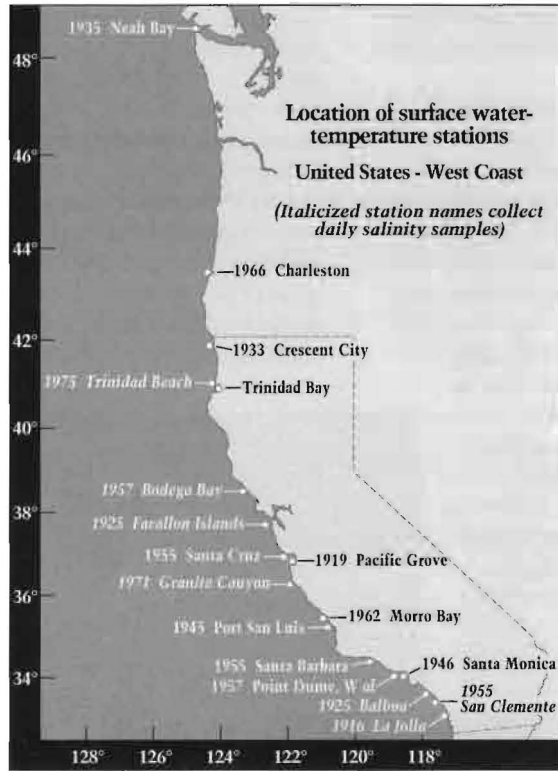 1935 Neah Bay
48°
Location of surface water-
temperature stations
46°
United States - West Coast
(Italicized station names collect
daily salinity samples)
44°
1966 Charleston
42°
1933 Crescent City
1975 Trinidad Beach
Trinidad Bay
40°
1957 Bodega Bay
38°
1925 Farallon Islands
1955 Santa Cruz
1919 Pacific Grove
1971 Granite Canyon
36°
1962 Morro Bay
1945 Port San Luis
1955 Santa Barbara
1946 Santa Monica
34°
1957 Point Dume,
1925 Balboa
1955
San Clemente
1916 La Jolla
128°
126°
124°
122°
120°
118°